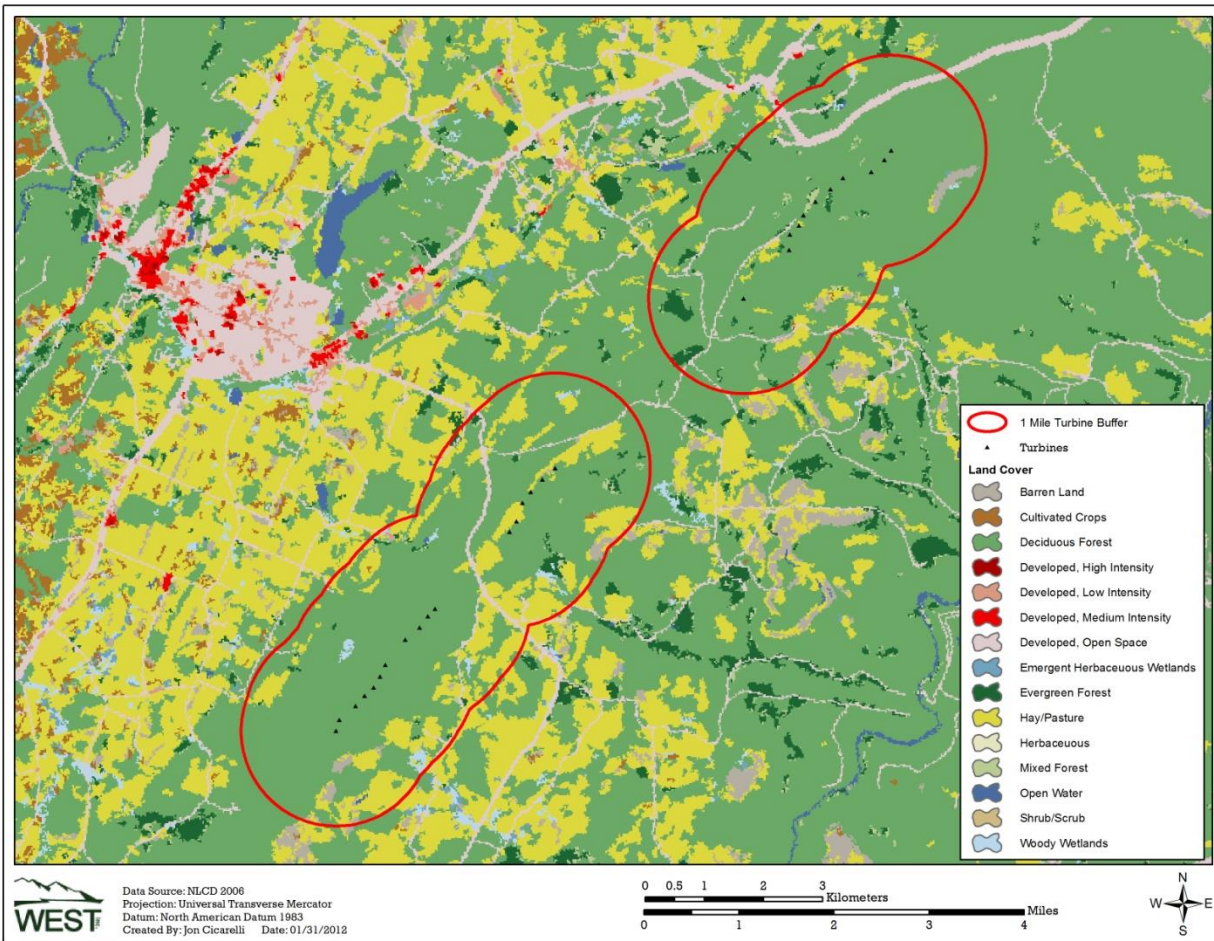 1 Mile Turbine Buffer
Turbines
Land Cover
Barren Land
Cultivated Crops
Deciduous Forest
Developed, High Intensity
Developed, Low Intensity
Developed, Medium Intensity
Developed, Open Space
Emergent Herbaceuous Wetlands
Evergreen Forest
Hay/Pasture
Herbaceuous
Mixed Forest
Open Water
Shrub/Scrub
Woody Wetlands
WEST
Data Source: NLCD 2006
Projection: Universal Transverse Mercator
Datum: North American Datum 1983
Created By: Jon Cicarelli Date: 01/31/2012
0 0.5 1 2 3
Kilometers
Miles
0 1 2 3 4
N
W E
S